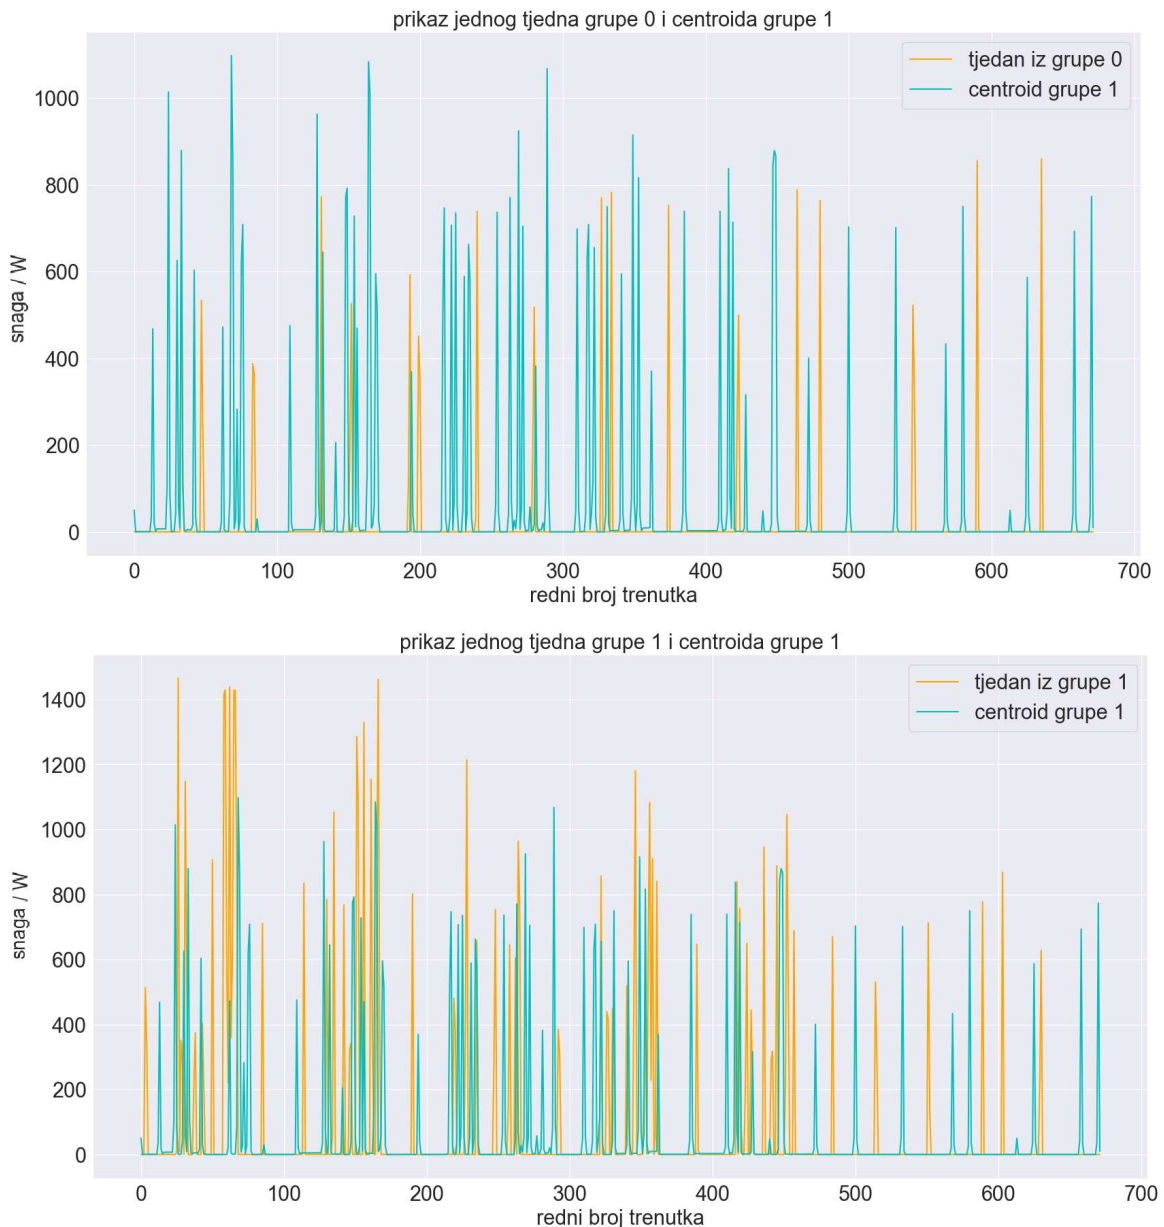 prikaz jednog tjedna grupe 0 i centroida grupe 1
tjedan iz grupe 0
centroid grupe 1
snaga / W
1000
800
600
400
200
0
0 100 200 300 400 500 600 700
redni broj trenutka
prikaz jednog tjedna grupe 1 i centroida grupe 1
tjedan iz grupe 1
centroid grupe 1
snaga / W
1400
1200
1000
800
600
400
200
0
0 100 200 300 400 500 600 700
redni broj trenutka